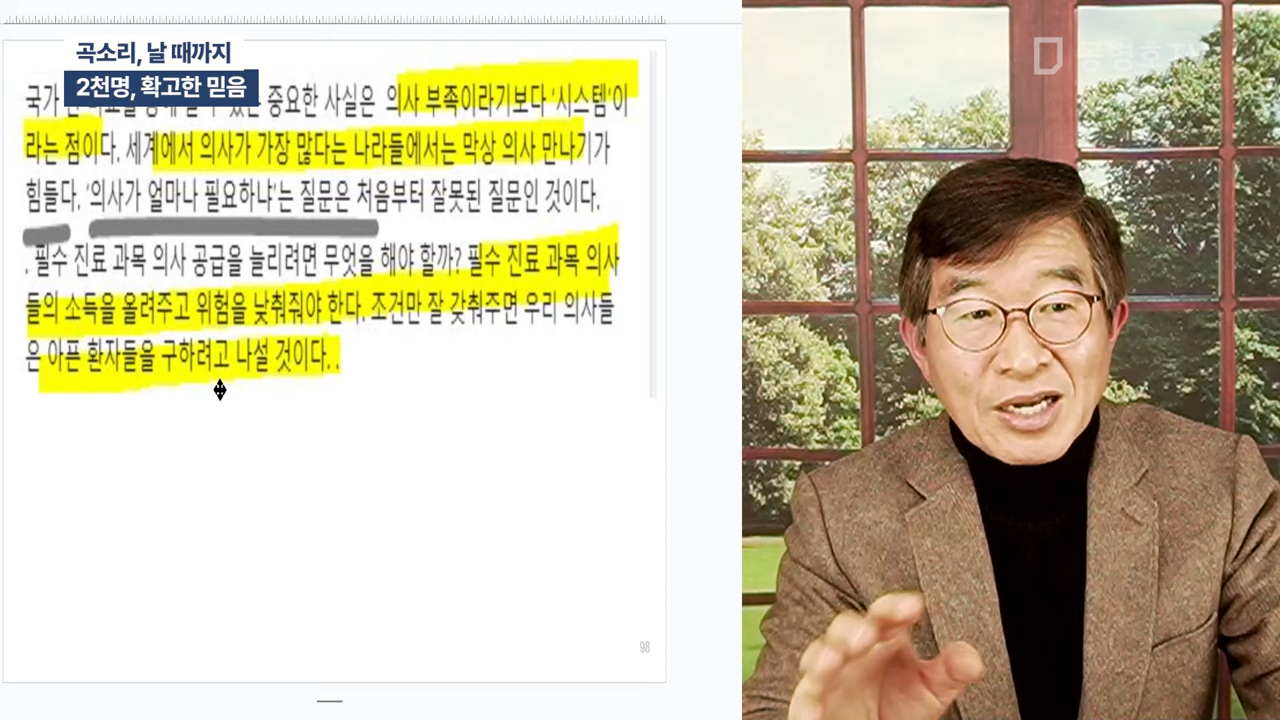 곡소리, 날 때까지
2천명, 확고한 믿음
국가 중요한 사실은 의사 부족이라기보다 '시스템'이
라는 점이다. 세계에서 의사가 가장 많다는 나라들에서는 막상 의사 만나기가
힘들다. '의사가 얼마나 필요하냐'는 질문은 처음부터 잘못된 질문인 것이다.
. 필수 진료 과목 의사 공급을 늘리려면 무엇을 해야 할까? 필수 진료 과목 의사
들의 소득을 올려주고 위험을 낮춰줘야 한다. 조건만 잘 갖춰주면 우리 의사들
은 아픈 환자들을 구하려고 나설 것이다. .
98
공병호TV